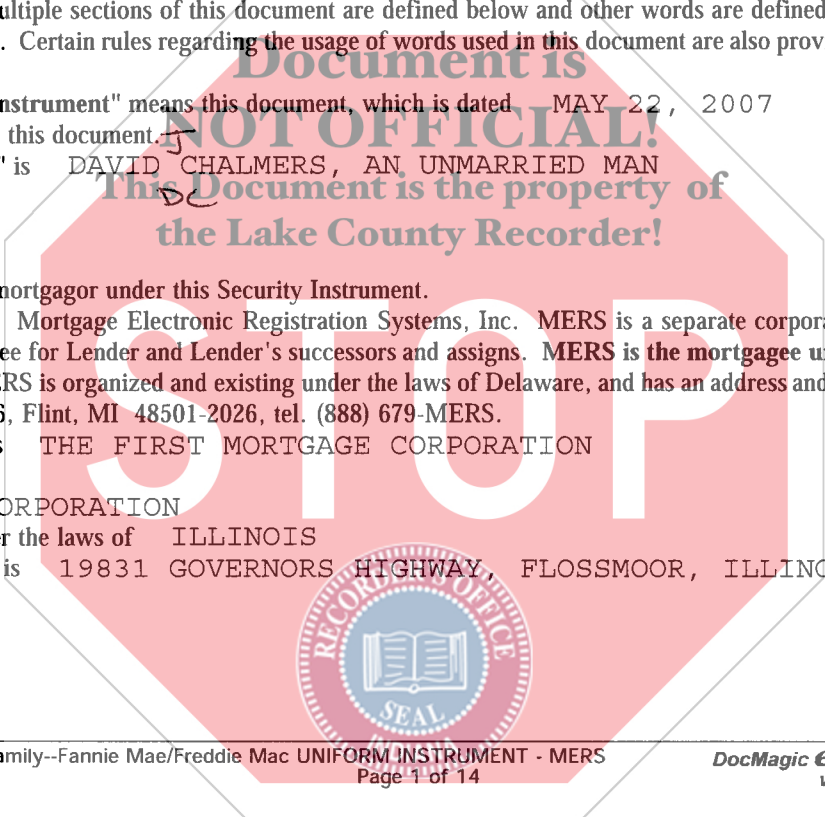 ultiple sections of this document are defined below and other words are defined
. Certain rules regarding the usage of words used in this document are also prov
Document is
nstrument" means this document, which is dated MAY 22, 2007
NOT OFFICIAL!
this document.
J
" is DAVID CHALMERS, AN UNMARRIED MAN
This Document is the property of
DC
the Lake County Recorder!
mortgagor under this Security Instrument.
Mortgage Electronic Registration Systems, Inc. MERS is a separate corpora
ee for Lender and Lender's successors and assigns. MERS is the mortgagee u
ERS is organized and existing under the laws of Delaware, and has an address and
6, Flint, MI 48501-2026, tel. (888) 679-MERS.
STOP
s THE FIRST MORTGAGE CORPORATION
ORPORATION
r the laws of ILLINOIS
is 19831 GOVERNORS HIGHWAY, FLOSSMOOR, ILLINO
RECORDER'S OFFICE
SEAL
INDIANA
amily--Fannie Mae/Freddie Mac UNIFORM INSTRUMENT - MERS DocMagic
Page 1 of 14